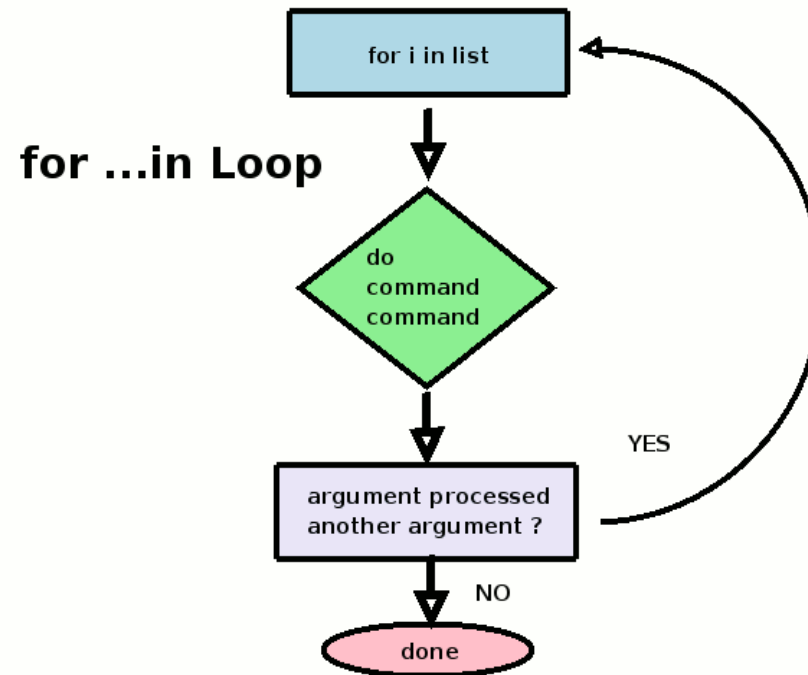 for i in list
for ...in Loop
do
command
command
YES
argument processed
another argument ?
NO
done